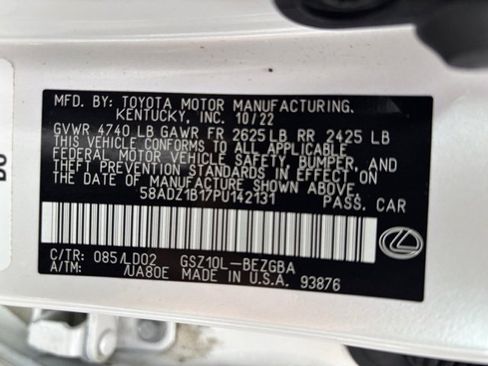 MFD. BY: TOYOTA MOTOR MANUFACTURING,
KENTUCKY, INC. 10/22
GVWR 4740 LB GAWR FR 2625 LB RR 2425 LB
THIS VEHICLE CONFORMS TO ALL APPLICABLE
FEDERAL MOTOR VEHICLE SAFETY, BUMPER, AND
THEFT PREVENTION STANDARDS IN EFFECT ON
THE DATE OF MANUFACTURE SHOWN ABOVE.
58ADZ1B17PU142131 PASS. CAR
C/TR: 085/LD02 GSZ10L-BEZGBA
A/TM: /UA80E MADE IN U.S.A. 93876